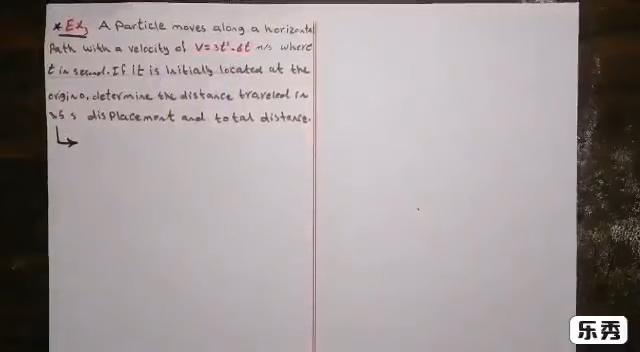 * Ex, A Particle moves along a horizontal
Path with a velocity of V=3t²-6t m/s where
t in second. If it is initially located at the
origin o, determine the distance traveled in
3.5 s displacement and total distance.
乐秀